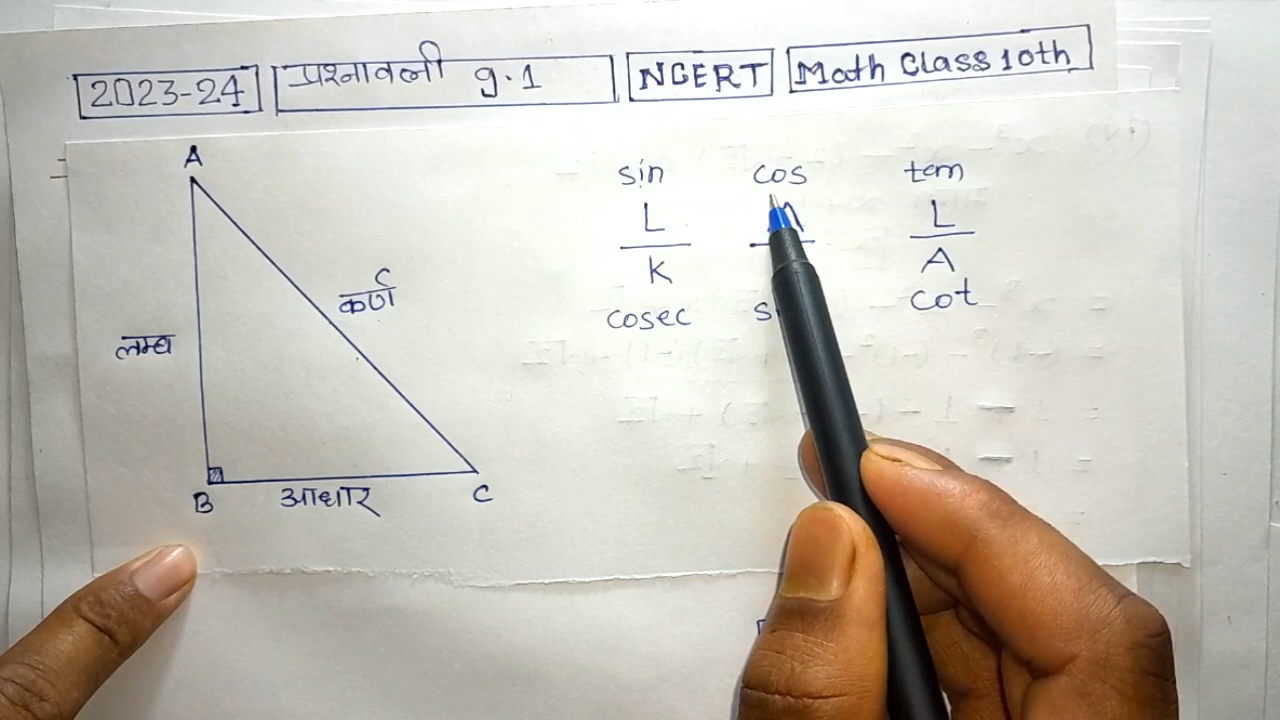 2023-24 प्रश्नावली 9.1 NCERT Math Class 10th
A
sin cos tan
L L
K A
cosec cot
कर्ण
लम्ब
B आधार C